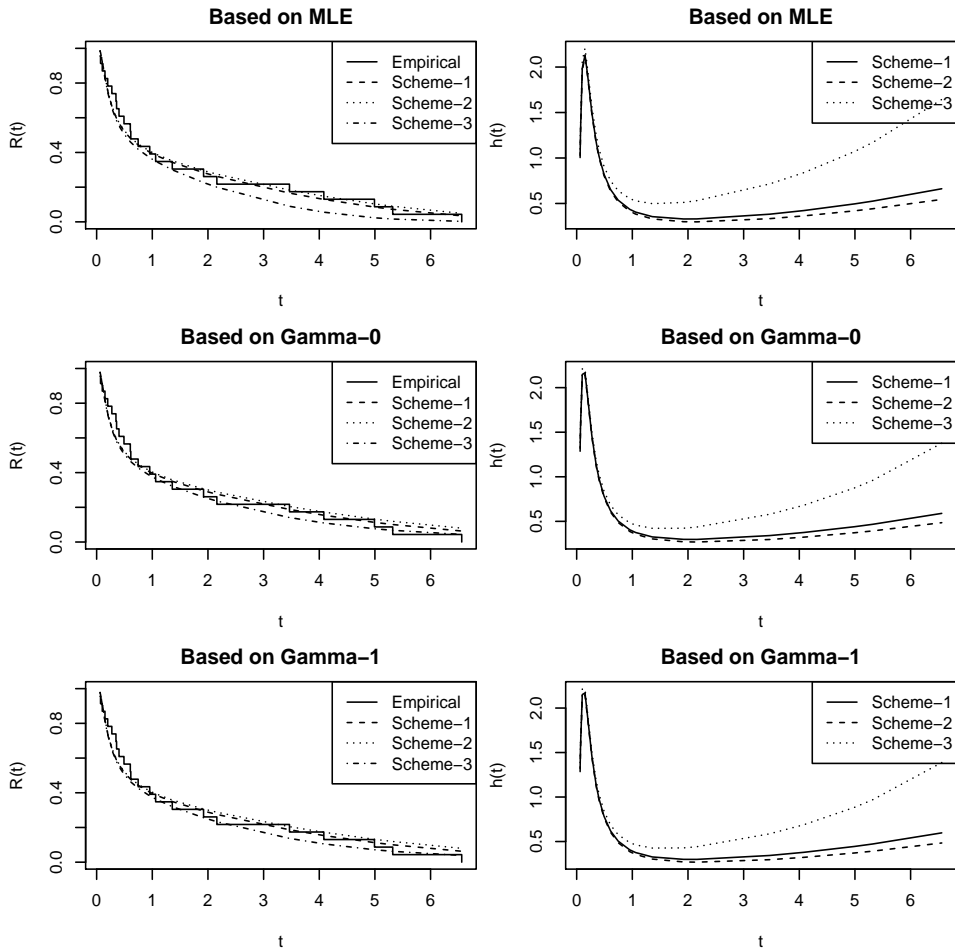 Based on MLE
R(t)
0.0 0.4 0.8
Empirical
Scheme−1
Scheme−2
Scheme−3
0 1 2 3 4 5 6
t
Based on MLE
h(t)
0.5 1.0 1.5 2.0
Scheme−1
Scheme−2
Scheme−3
0 1 2 3 4 5 6
t
Based on Gamma−0
R(t)
0.0 0.4 0.8
Empirical
Scheme−1
Scheme−2
Scheme−3
0 1 2 3 4 5 6
t
Based on Gamma−0
h(t)
0.5 1.0 1.5 2.0
Scheme−1
Scheme−2
Scheme−3
0 1 2 3 4 5 6
t
Based on Gamma−1
R(t)
0.0 0.4 0.8
Empirical
Scheme−1
Scheme−2
Scheme−3
0 1 2 3 4 5 6
t
Based on Gamma−1
h(t)
0.5 1.0 1.5 2.0
Scheme−1
Scheme−2
Scheme−3
0 1 2 3 4 5 6
t